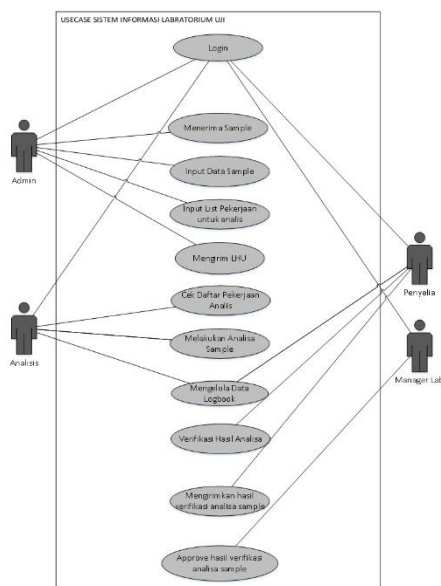 USECASE SISTEM INFORMASI LABRATORIUM UJI
Login
Menerima Sample
Admin
Input Data Sample
Input List Pekerjaan
untuk analis
Mengirim LHU
Penyelia
Cek Daftar Pekerjaan
Analis
Analisis
Melakukan Analisa
Sample
Manager Lab
Mengelola Data
Logbook
Verifikasi Hasil Analisa
Mengirimkan hasil
verifikasi analisa sample
Approve hasil verifikasi
analisa sample